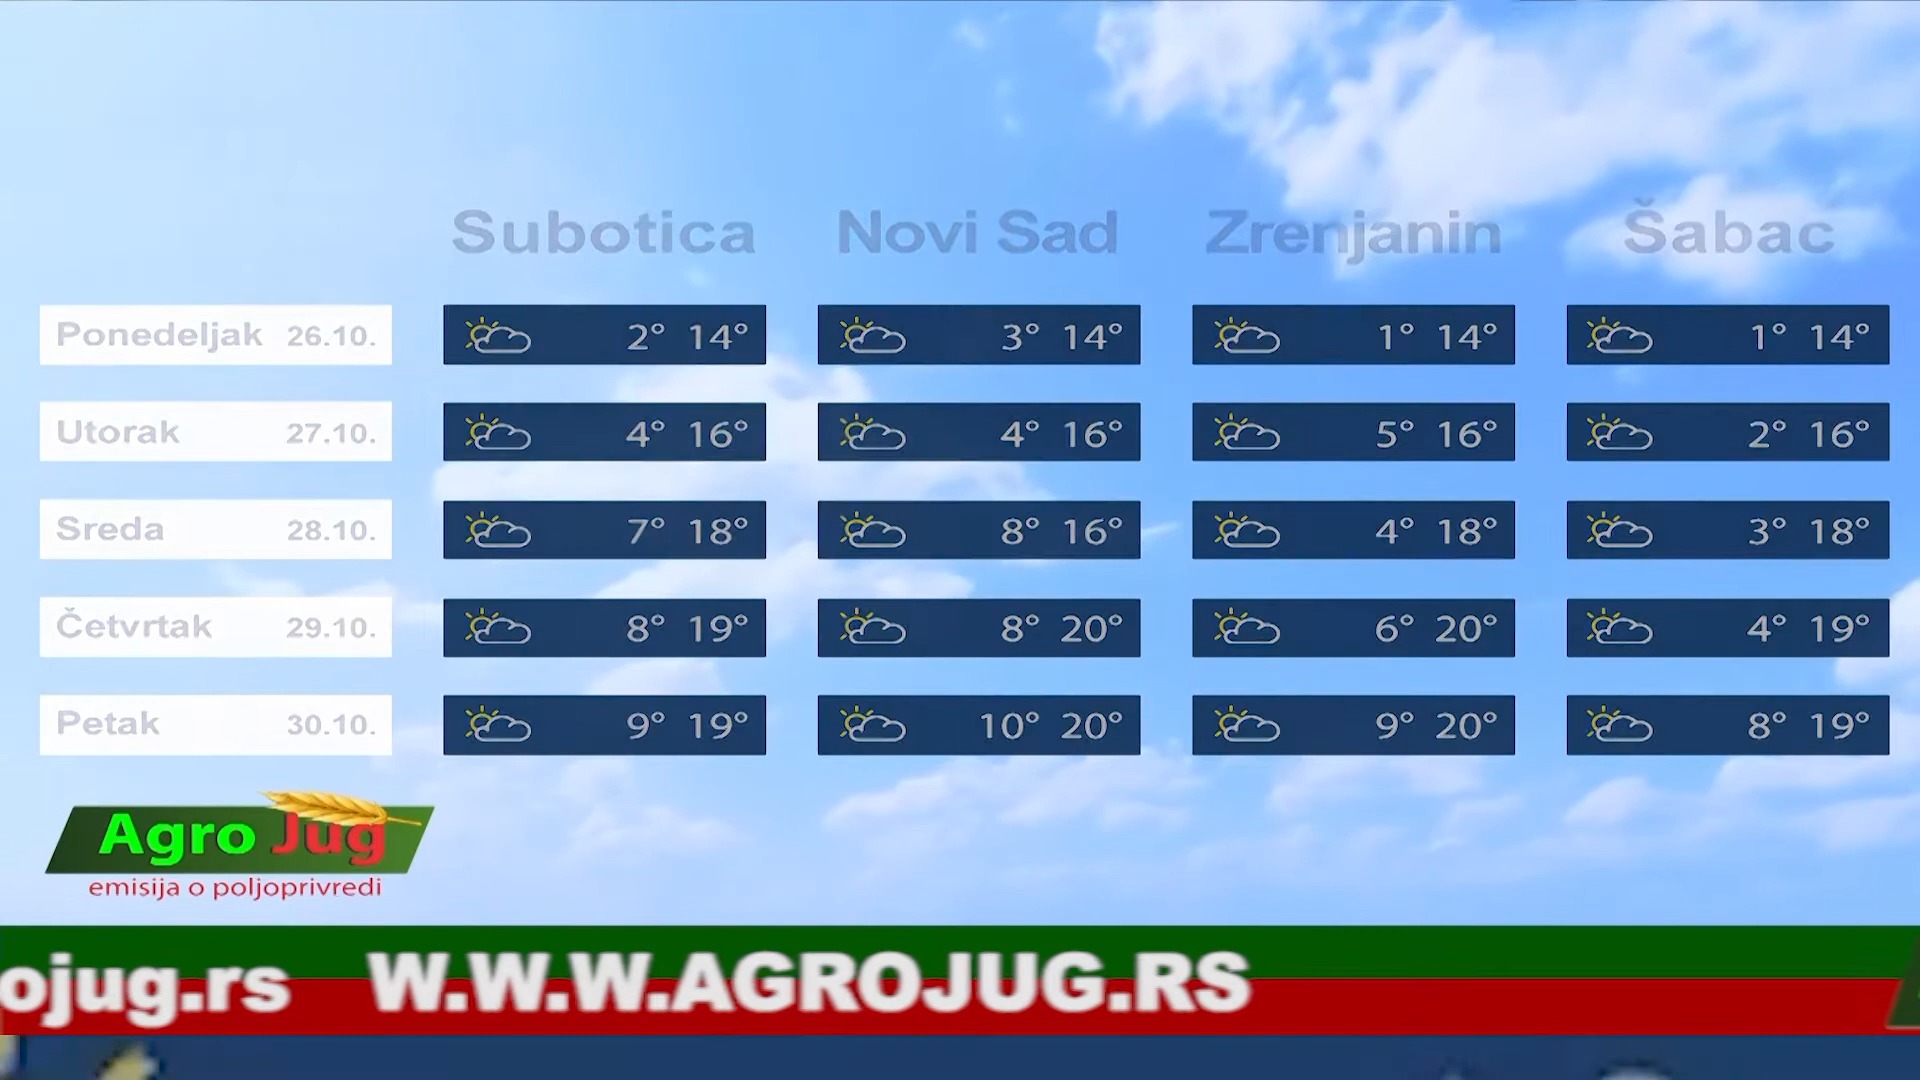 Subotica Novi Sad Zrenjanin Šabac
Ponedeljak 26.10. 2° 14° 3° 14° 1° 14° 1° 14°
Utorak 27.10. 4° 16° 4° 16° 5° 16° 2° 16°
Sreda 28.10. 7° 18° 8° 16° 4° 18° 3° 18°
Četvrtak 29.10. 8° 19° 8° 20° 6° 20° 4° 19°
Petak 30.10. 9° 19° 10° 20° 9° 20° 8° 19°
Agro Jug
emisija o poljoprivredi
ojug.rs W.W.W.AGROJUG.RS